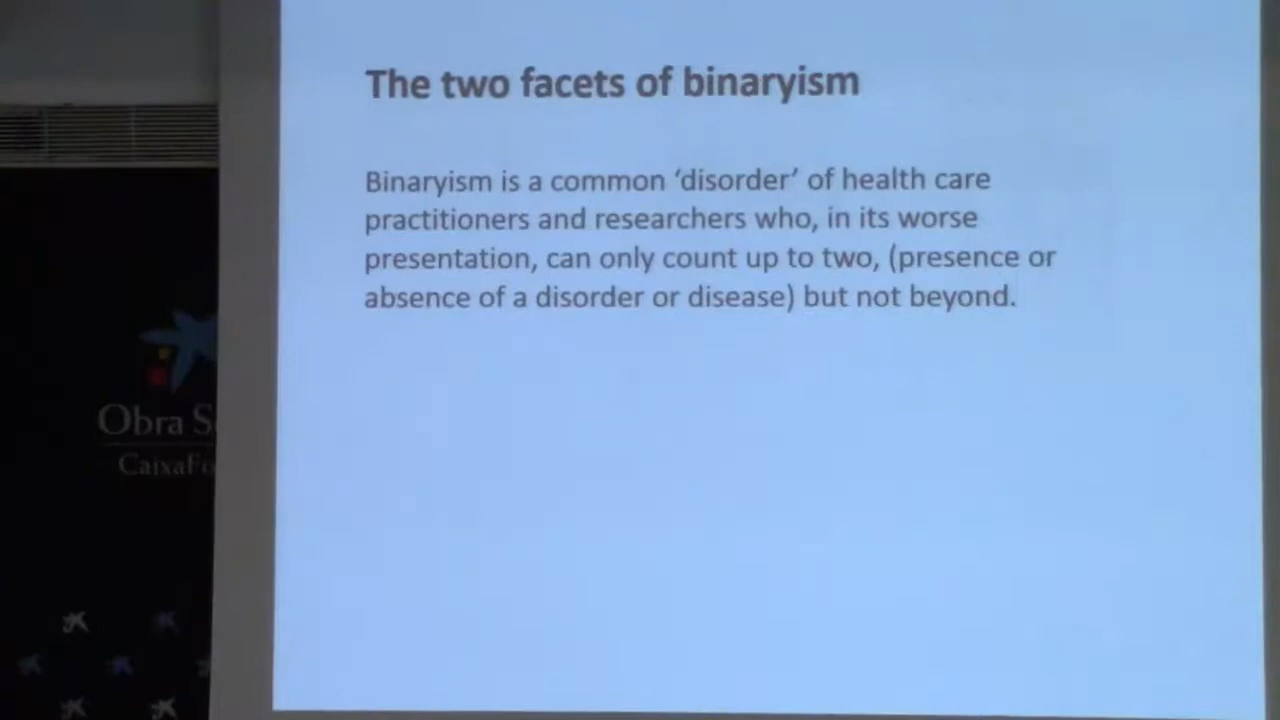 The two facets of binaryism
Binaryism is a common ‘disorder’ of health care
practitioners and researchers who, in its worse
presentation, can only count up to two, (presence or
absence of a disorder or disease) but not beyond.
Obra